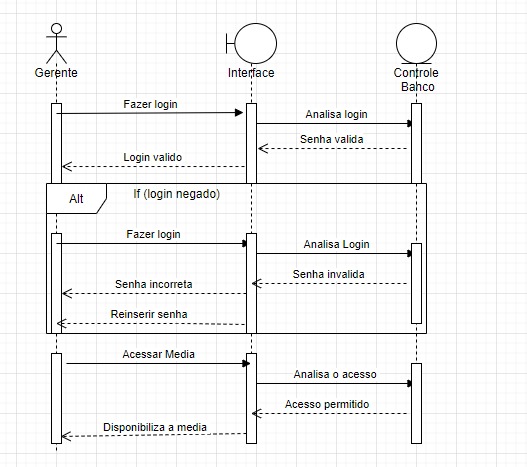 Gerente
Interface
Controle
Banco
Fazer login
Analisa login
Senha valida
Login valido
Alt
If (login negado)
Fazer login
Analisa Login
Senha invalida
Senha incorreta
Reinserir senha
Acessar Media
Analisa o acesso
Acesso permitido
Disponibiliza a media